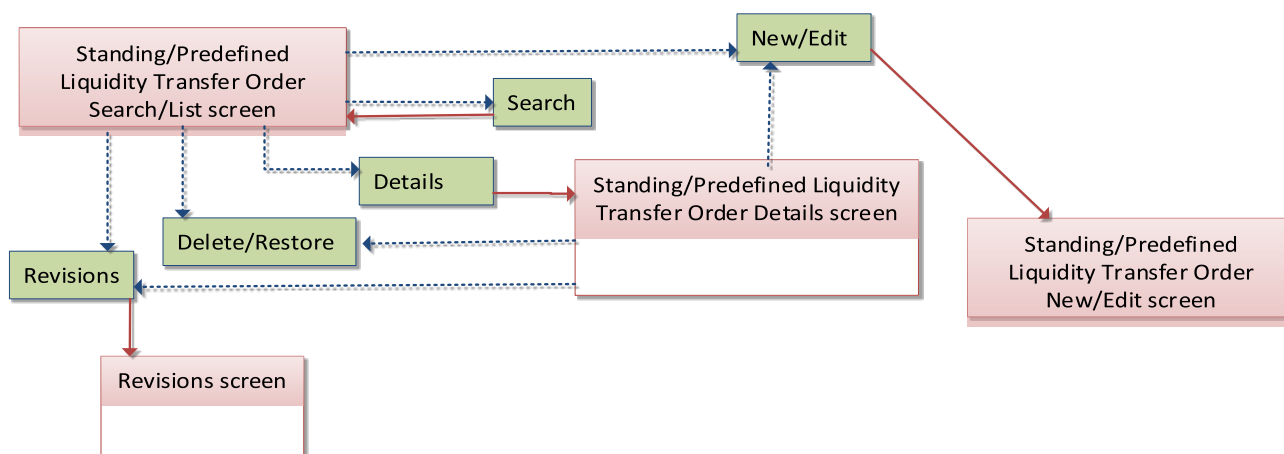 Standing/Predefined
Liquidity Transfer Order
Search/List screen
New/Edit
Search
Details
Standing/Predefined Liquidity
Transfer Order Details screen
Delete/Restore
Revisions
Standing/Predefined
Liquidity Transfer Order
New/Edit screen
Revisions screen